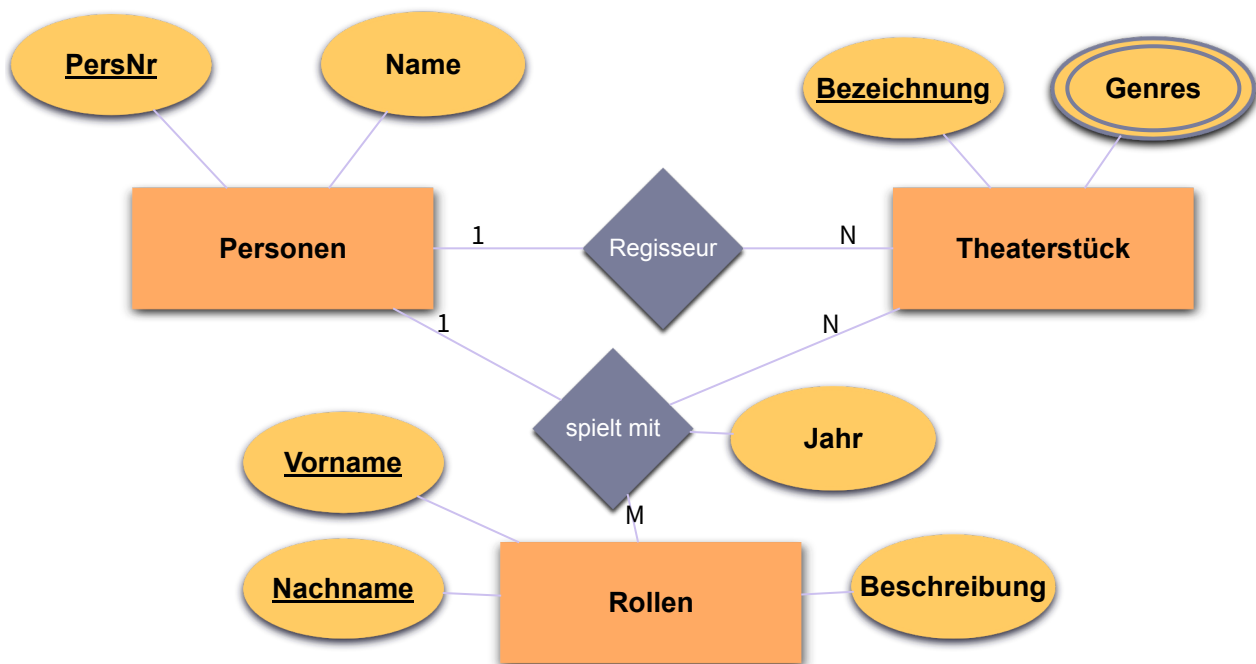 PersNr
Name
Bezeichnung
Genres
Personen
1
Regisseur
N
Theaterstück
1
N
spielt mit
Jahr
Vorname
M
Nachname
Rollen
Beschreibung